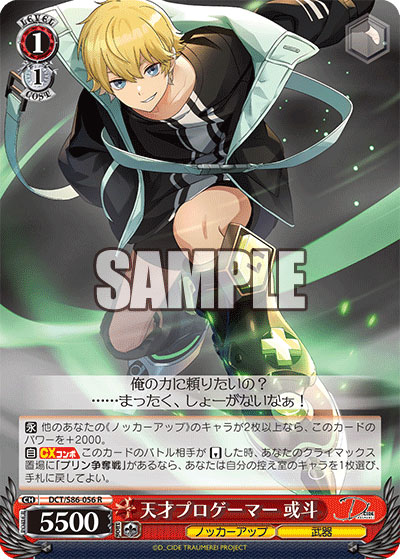 LEVEL
1
1
COST
SAMPLE
俺の力に頼りたいの？
……まったく、しょーがないなぁ！
永 他のあなたの《ノッカーアップ》のキャラが2枚以上なら、このカードの
パワーを+2000。
自 CXコンボ このカードのバトル相手が【】した時、あなたのクライマックス
置場に「プリン争奪戦」があるなら、あなたは自分の控え室のキャラを1枚選び、
手札に戻してよい。
CH DCT/S86-056 R
5500
天才プロゲーマー 或斗
ノッカーアップ
武器
©D_CIDE TRAUMEREI PROJECT